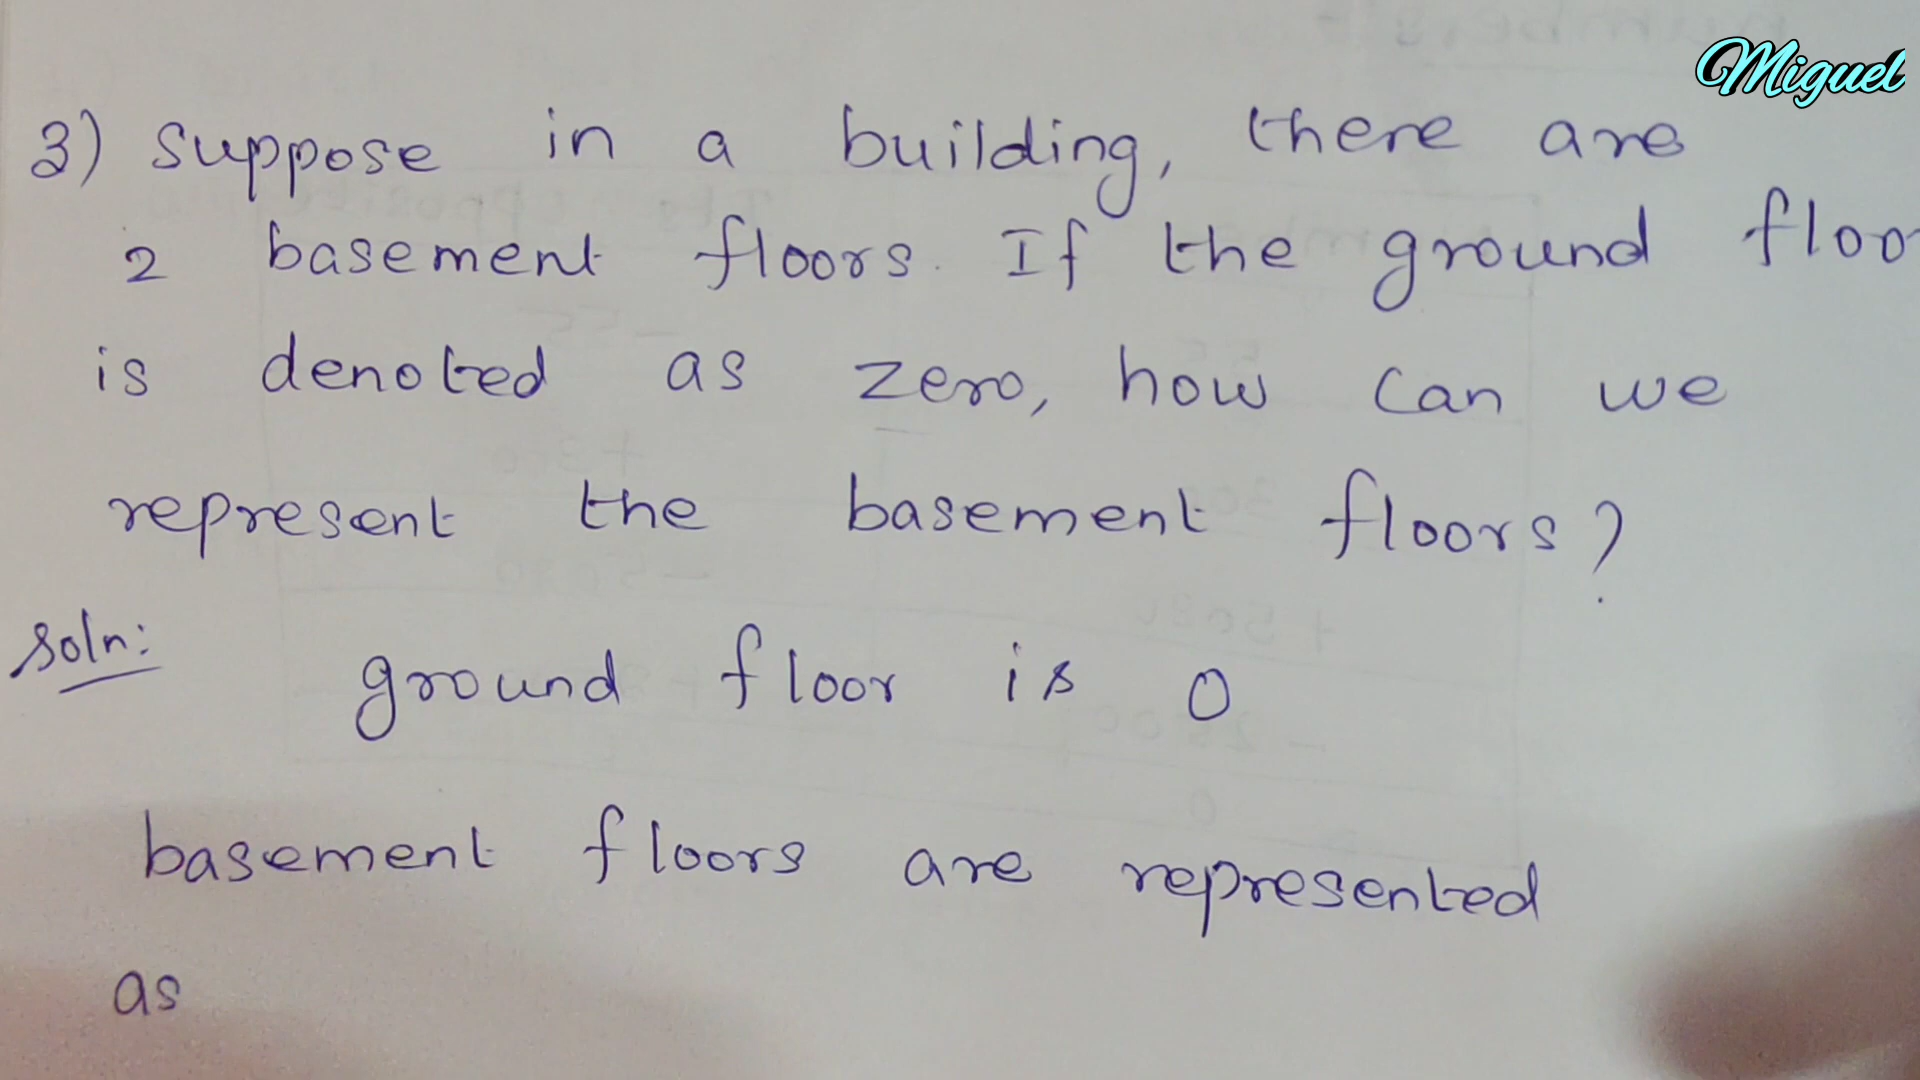 Miguel
3) suppose in a building, there are
2 basement floors. If the ground floo
is denoted as zero, how can we
represent the basement floors?
Soln: ground floor is 0
basement floors are represented
as